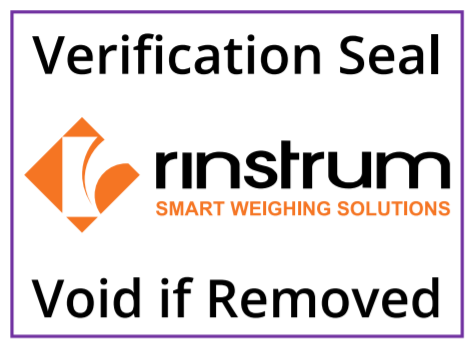 Verification Seal
rinstrum
SMART WEIGHING SOLUTIONS
Void if Removed